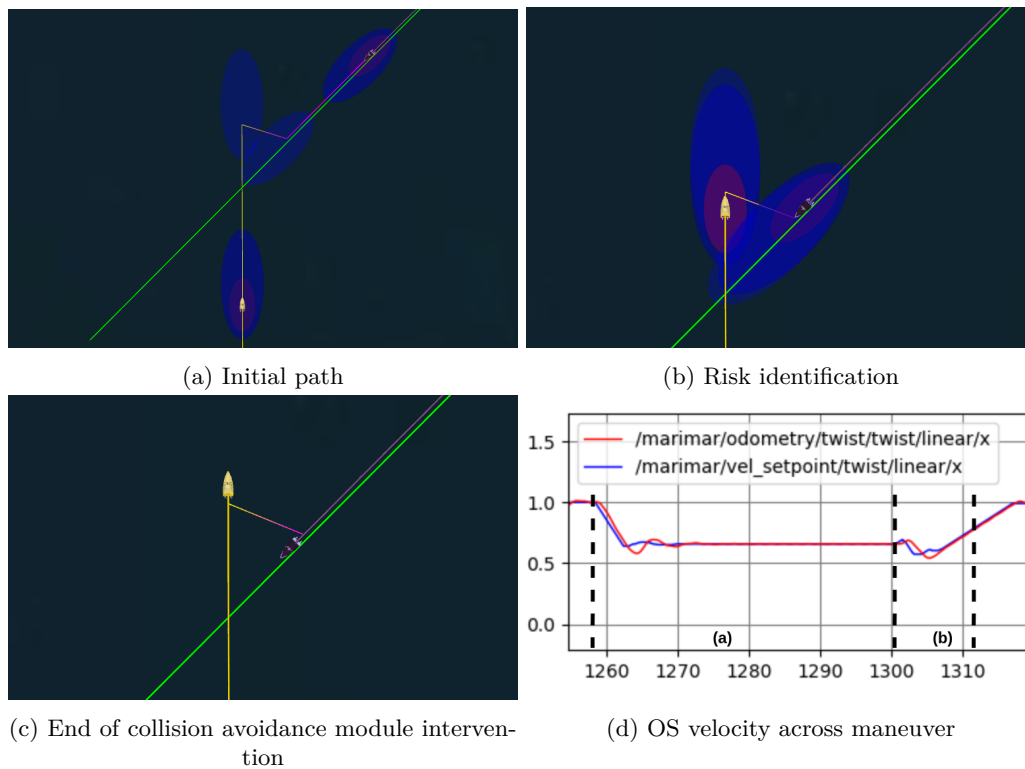 (a) Initial path
(b) Risk identification
(c) End of collision avoidance module interven-
tion
1.5
1.0
0.5
0.0
/marimar/odometry/twist/twist/linear/x
/marimar/vel_setpoint/twist/linear/x
(a)
(b)
1260 1270 1280 1290 1300 1310
(d) OS velocity across maneuver